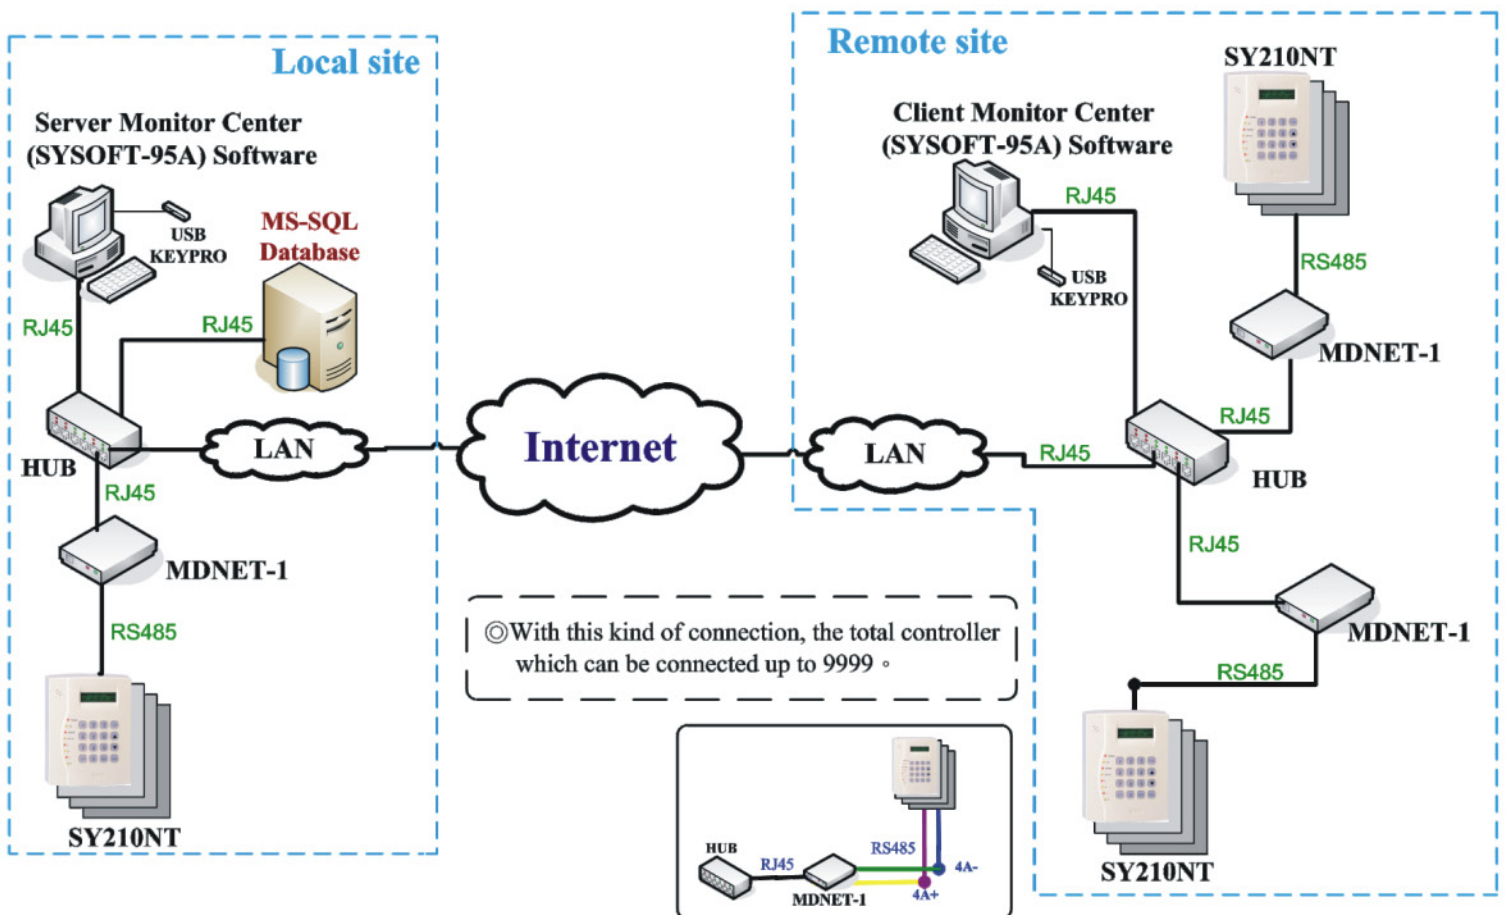 Local site
Server Monitor Center
(SYSOFT-95A) Software
USB
KEYPRO
MS-SQL
Database
RJ45
RJ45
HUB
LAN
RJ45
MDNET-1
RS485
SY210NT
Internet
◎With this kind of connection, the total controller
which can be connected up to 9999。
HUB
RJ45
MDNET-1
RS485
4A-
4A+
Remote site
Client Monitor Center
(SYSOFT-95A) Software
RJ45
USB
KEYPRO
SY210NT
RS485
MDNET-1
RJ45
LAN
RJ45
HUB
RJ45
MDNET-1
RS485
SY210NT